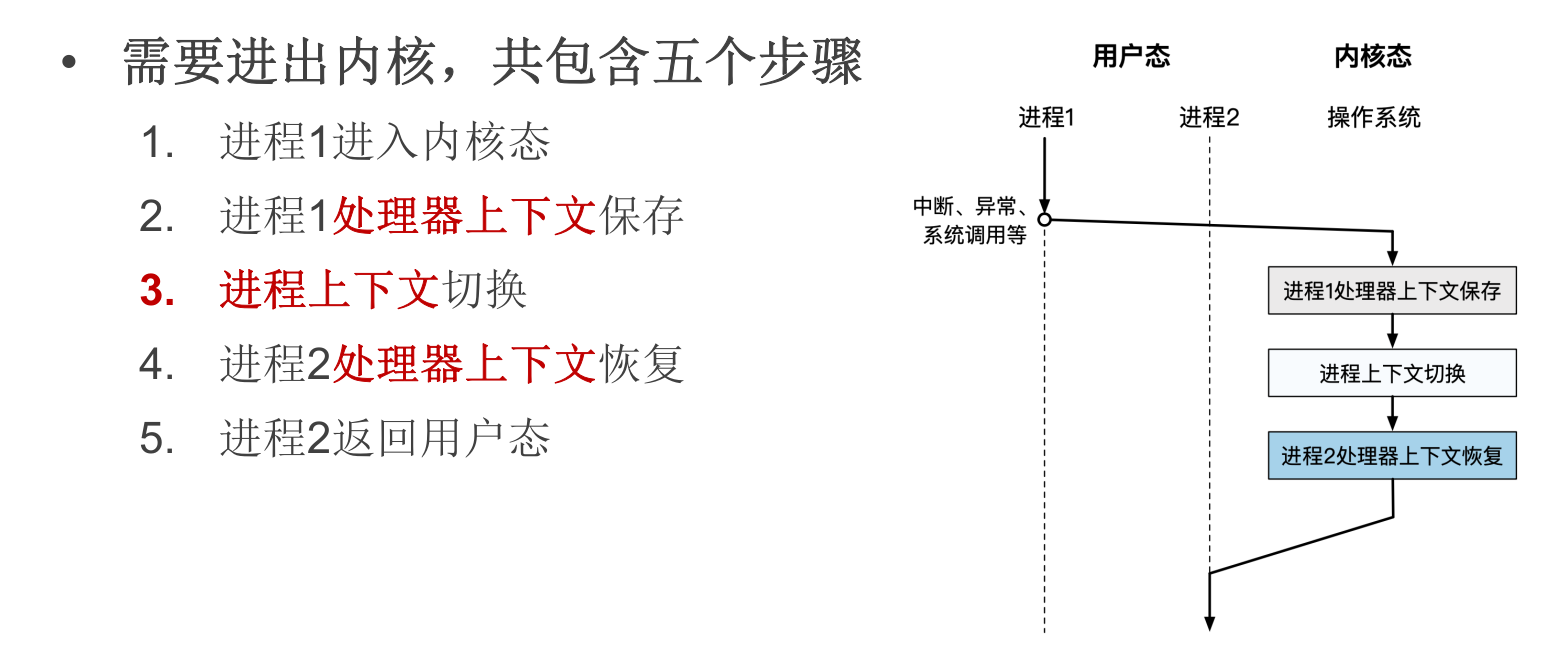 • 需要进出内核，共包含五个步骤
1. 进程1进入内核态
2. 进程1处理器上下文保存
3. 进程上下文切换
4. 进程2处理器上下文恢复
5. 进程2返回用户态
用户态 内核态
进程1 进程2 操作系统
中断、异常、
系统调用等
进程1处理器上下文保存
进程上下文切换
进程2处理器上下文恢复